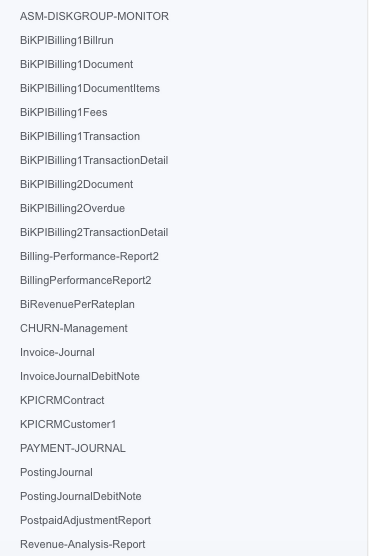 ASM-DISKGROUP-MONITOR
BiKPIBilling1Billrun
BiKPIBilling1Document
BiKPIBilling1DocumentItems
BiKPIBilling1Fees
BiKPIBilling1Transaction
BiKPIBilling1TransactionDetail
BiKPIBilling2Document
BiKPIBilling2Overdue
BiKPIBilling2TransactionDetail
Billing-Performance-Report2
BillingPerformanceReport2
BiRevenuePerRateplan
CHURN-Management
Invoice-Journal
InvoiceJournalDebitNote
KPICRMContract
KPICRMCustomer1
PAYMENT-JOURNAL
PostingJournal
PostingJournalDebitNote
PostpaidAdjustmentReport
Revenue-Analysis-Report